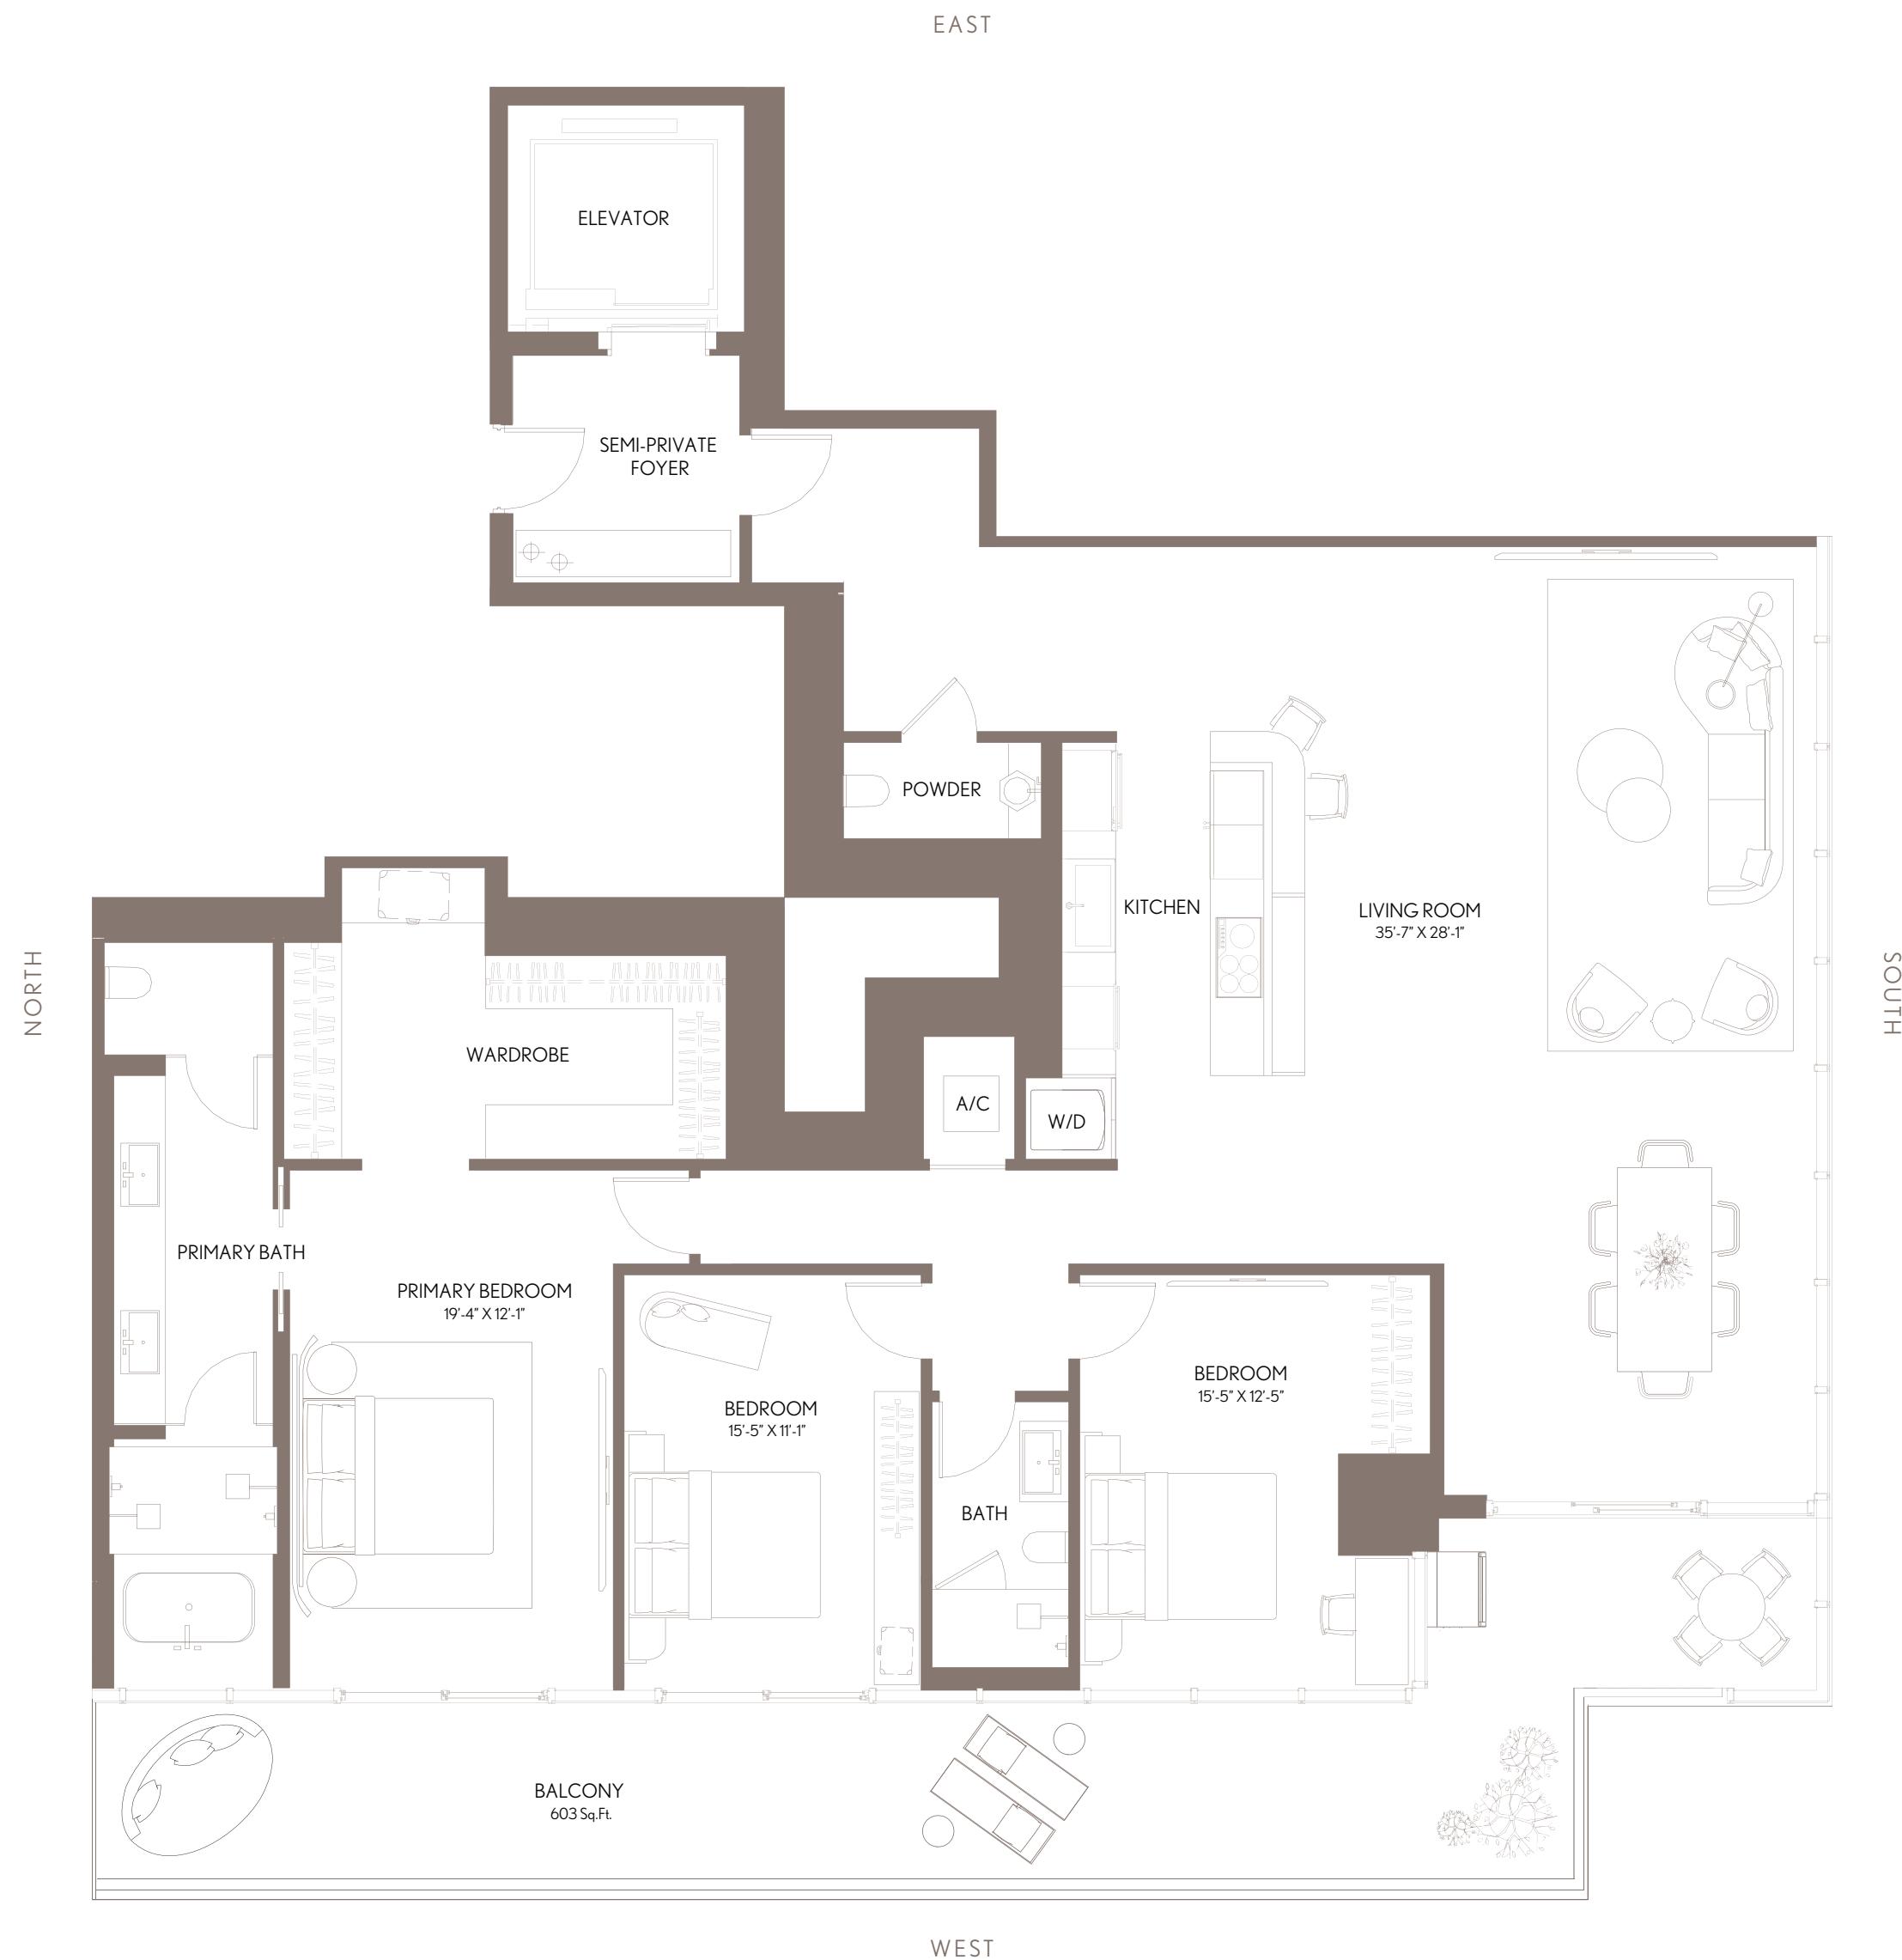 EAST
ELEVATOR
SEMI-PRIVATE
FOYER
POWDER
KITCHEN
LIVING ROOM
35'-7" X 28'-1"
NORTH
SOUTH
WARDROBE
A/C
W/D
PRIMARY BATH
PRIMARY BEDROOM
19'-4" X 12'-1"
BEDROOM
15'-5" X 11'-1"
BEDROOM
15'-5" X 12'-5"
BATH
BALCONY
603 Sq.Ft.
WEST